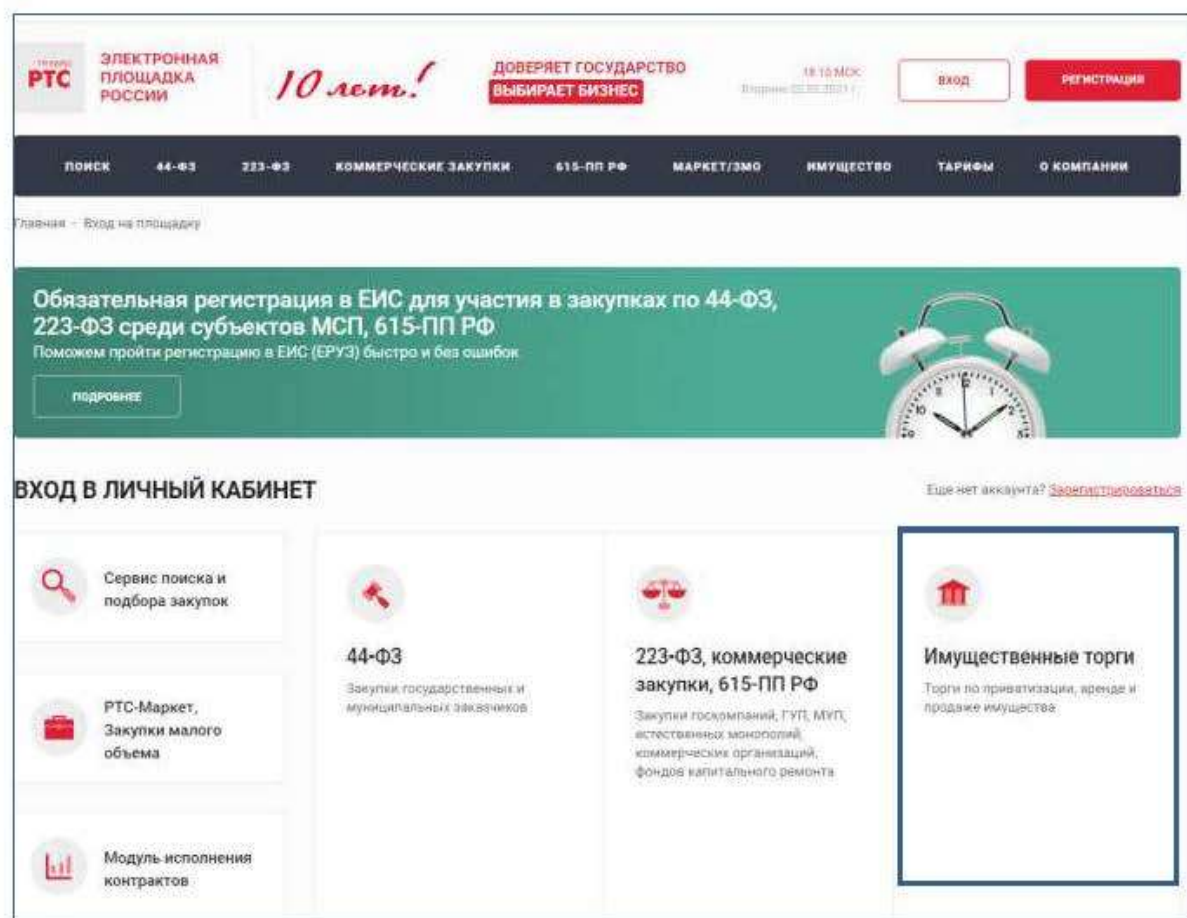 РТС
ЭЛЕКТРОННАЯ
ПЛОЩАДКА
РОССИИ
10 лет!
ДОВЕРЯЕТ ГОСУДАРСТВО
ВЫБИРАЕТ БИЗНЕС
МСК
ВХОД
РЕГИСТРАЦИЯ
ПОИСК 44-ФЗ 223-ФЗ КОММЕРЧЕСКИЕ ЗАКУПКИ 615-ПП РФ МАРКЕТ/ЗМО ИМУЩЕСТВО ТАРИФЫ О КОМПАНИИ
Главная - Вход на площадку
Обязательная регистрация в ЕИС для участия в закупках по 44-ФЗ,
223-ФЗ среди субъектов МСП, 615-ПП РФ
Поможем пройти регистрацию в ЕИС (ЕРУЗ) быстро и без ошибок
ПОДРОБНЕЕ
ВХОД В ЛИЧНЫЙ КАБИНЕТ
Еще нет аккаунта? Зарегистрироваться
Сервис поиска и
подбора закупок
РТС-Маркет,
Закупки малого
объема
Модуль исполнения
контрактов
44-ФЗ
Закупки государственных и
муниципальных заказчиков
223-ФЗ, коммерческие
закупки, 615-ПП РФ
Закупки госкомпаний, ГУП, МУП,
естественных монополий,
коммерческих организаций,
фондов капитального ремонта
Имущественные торги
Торги по приватизации, аренде и
продаже имущества